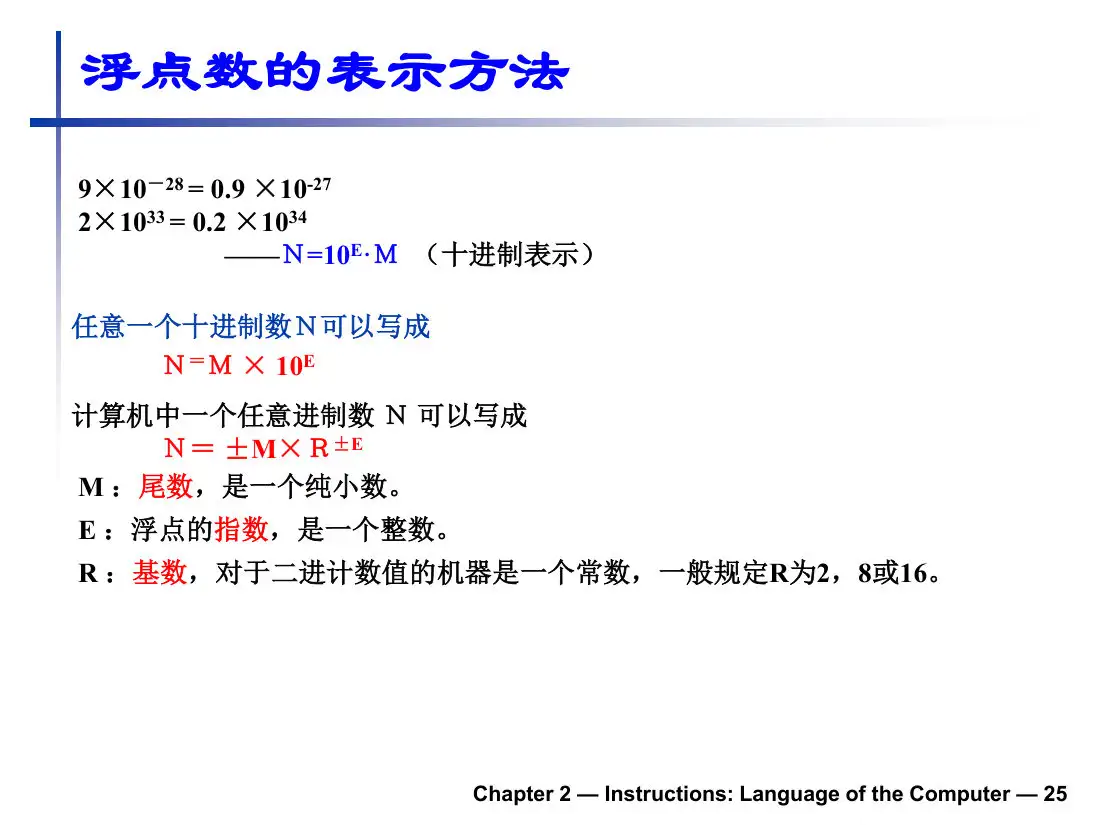 浮点数的表示方法
9×10⁻²⁸ = 0.9 ×10⁻²⁷
2×10³³ = 0.2 ×10³⁴
——N=10ᴱ·M （十进制表示）
任意一个十进制数N可以写成
N=M × 10ᴱ
计算机中一个任意进制数 N 可以写成
N= ±M×R^±E
M：尾数，是一个纯小数。
E：浮点的指数，是一个整数。
R：基数，对于二进计数值的机器是一个常数，一般规定R为2，8或16。
Chapter 2 — Instructions: Language of the Computer — 25